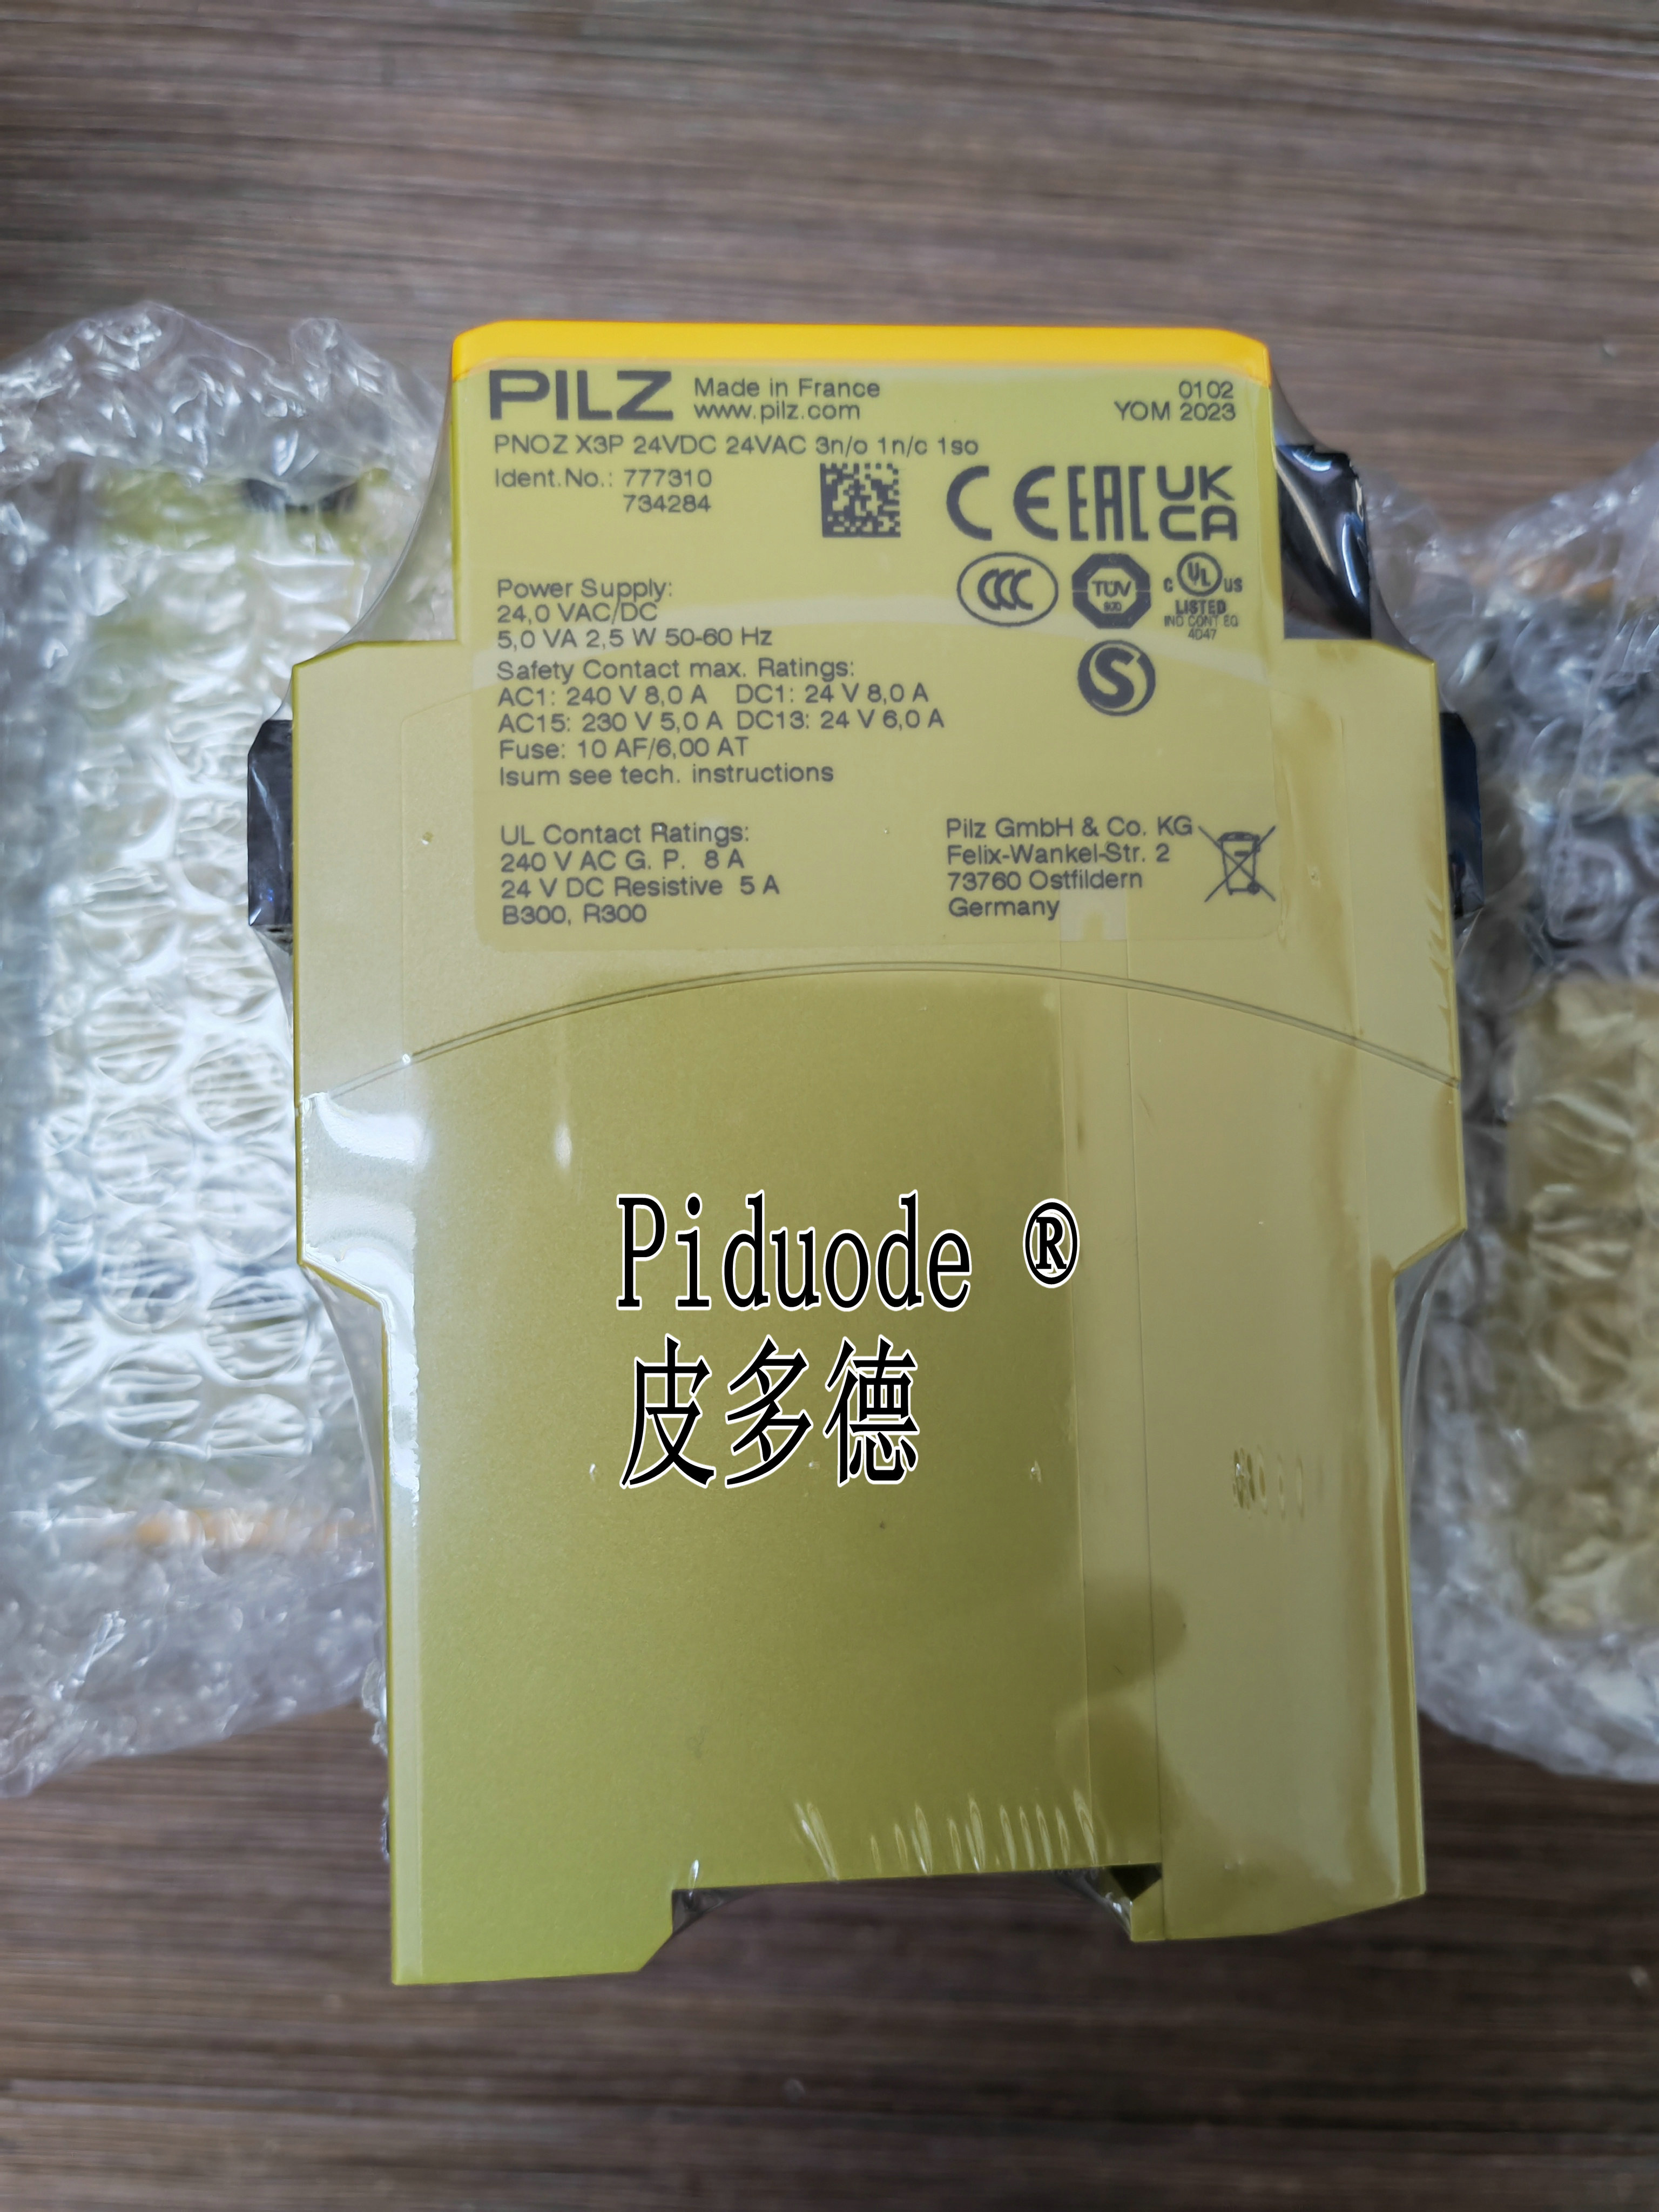 PILZ Made in France
www.pilz.com
0102
YOM 2023
PNOZ X3P 24VDC 24VAC 3n/o 1n/c 1so
Ident.No.: 777310
734284
CE EAC UK
CA
CCC TÜV c UL us
LISTED
IND CONT EQ
4D47
S
Power Supply:
24,0 VAC/DC
5,0 VA 2,5 W 50-60 Hz
Safety Contact max. Ratings:
AC1: 240 V 8,0 A DC1: 24 V 8,0 A
AC15: 230 V 5,0 A DC13: 24 V 6,0 A
Fuse: 10 AF/6,00 AT
Isum see tech. instructions
UL Contact Ratings:
240 V AC G. P. 8 A
24 V DC Resistive 5 A
B300, R300
Pilz GmbH & Co. KG
Felix-Wankel-Str. 2
73760 Ostfildern
Germany
Piduode ®
皮多德